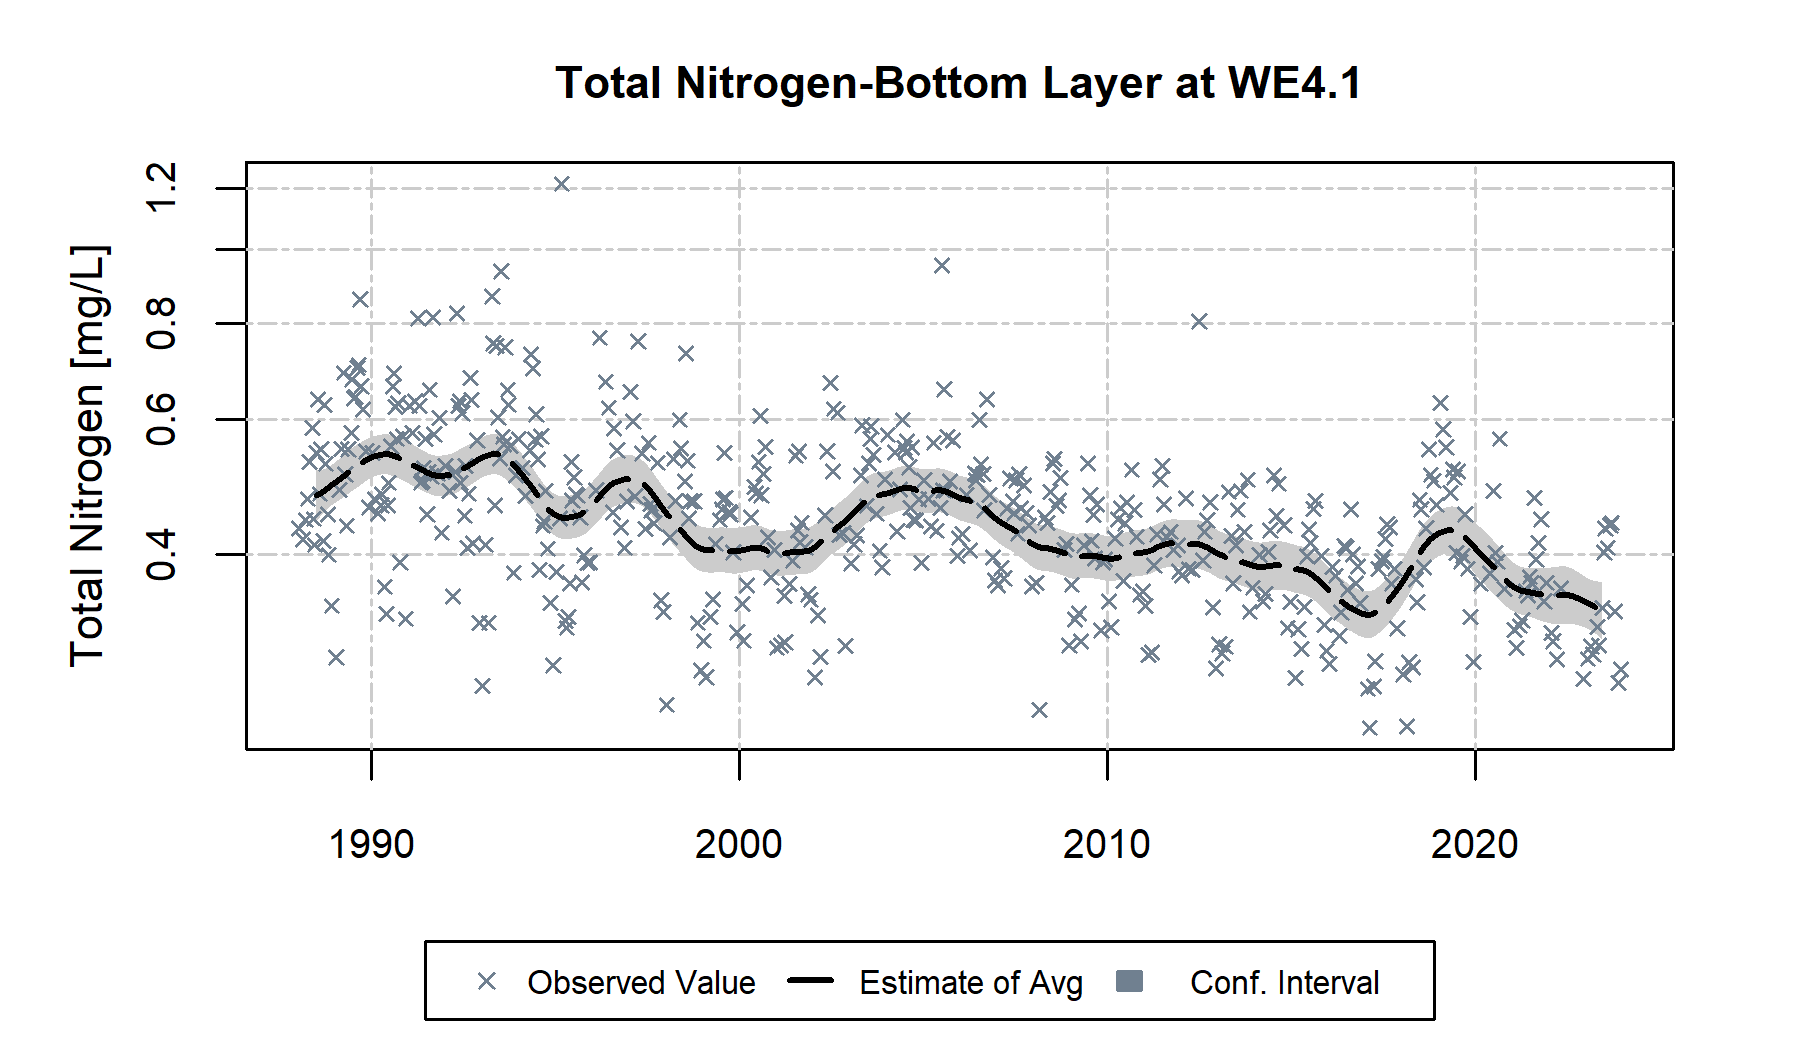 Total Nitrogen-Bottom Layer at WE4.1
Total Nitrogen [mg/L]
1.2
0.8
0.6
0.4
1990 2000 2010 2020
Observed Value Estimate of Avg Conf. Interval